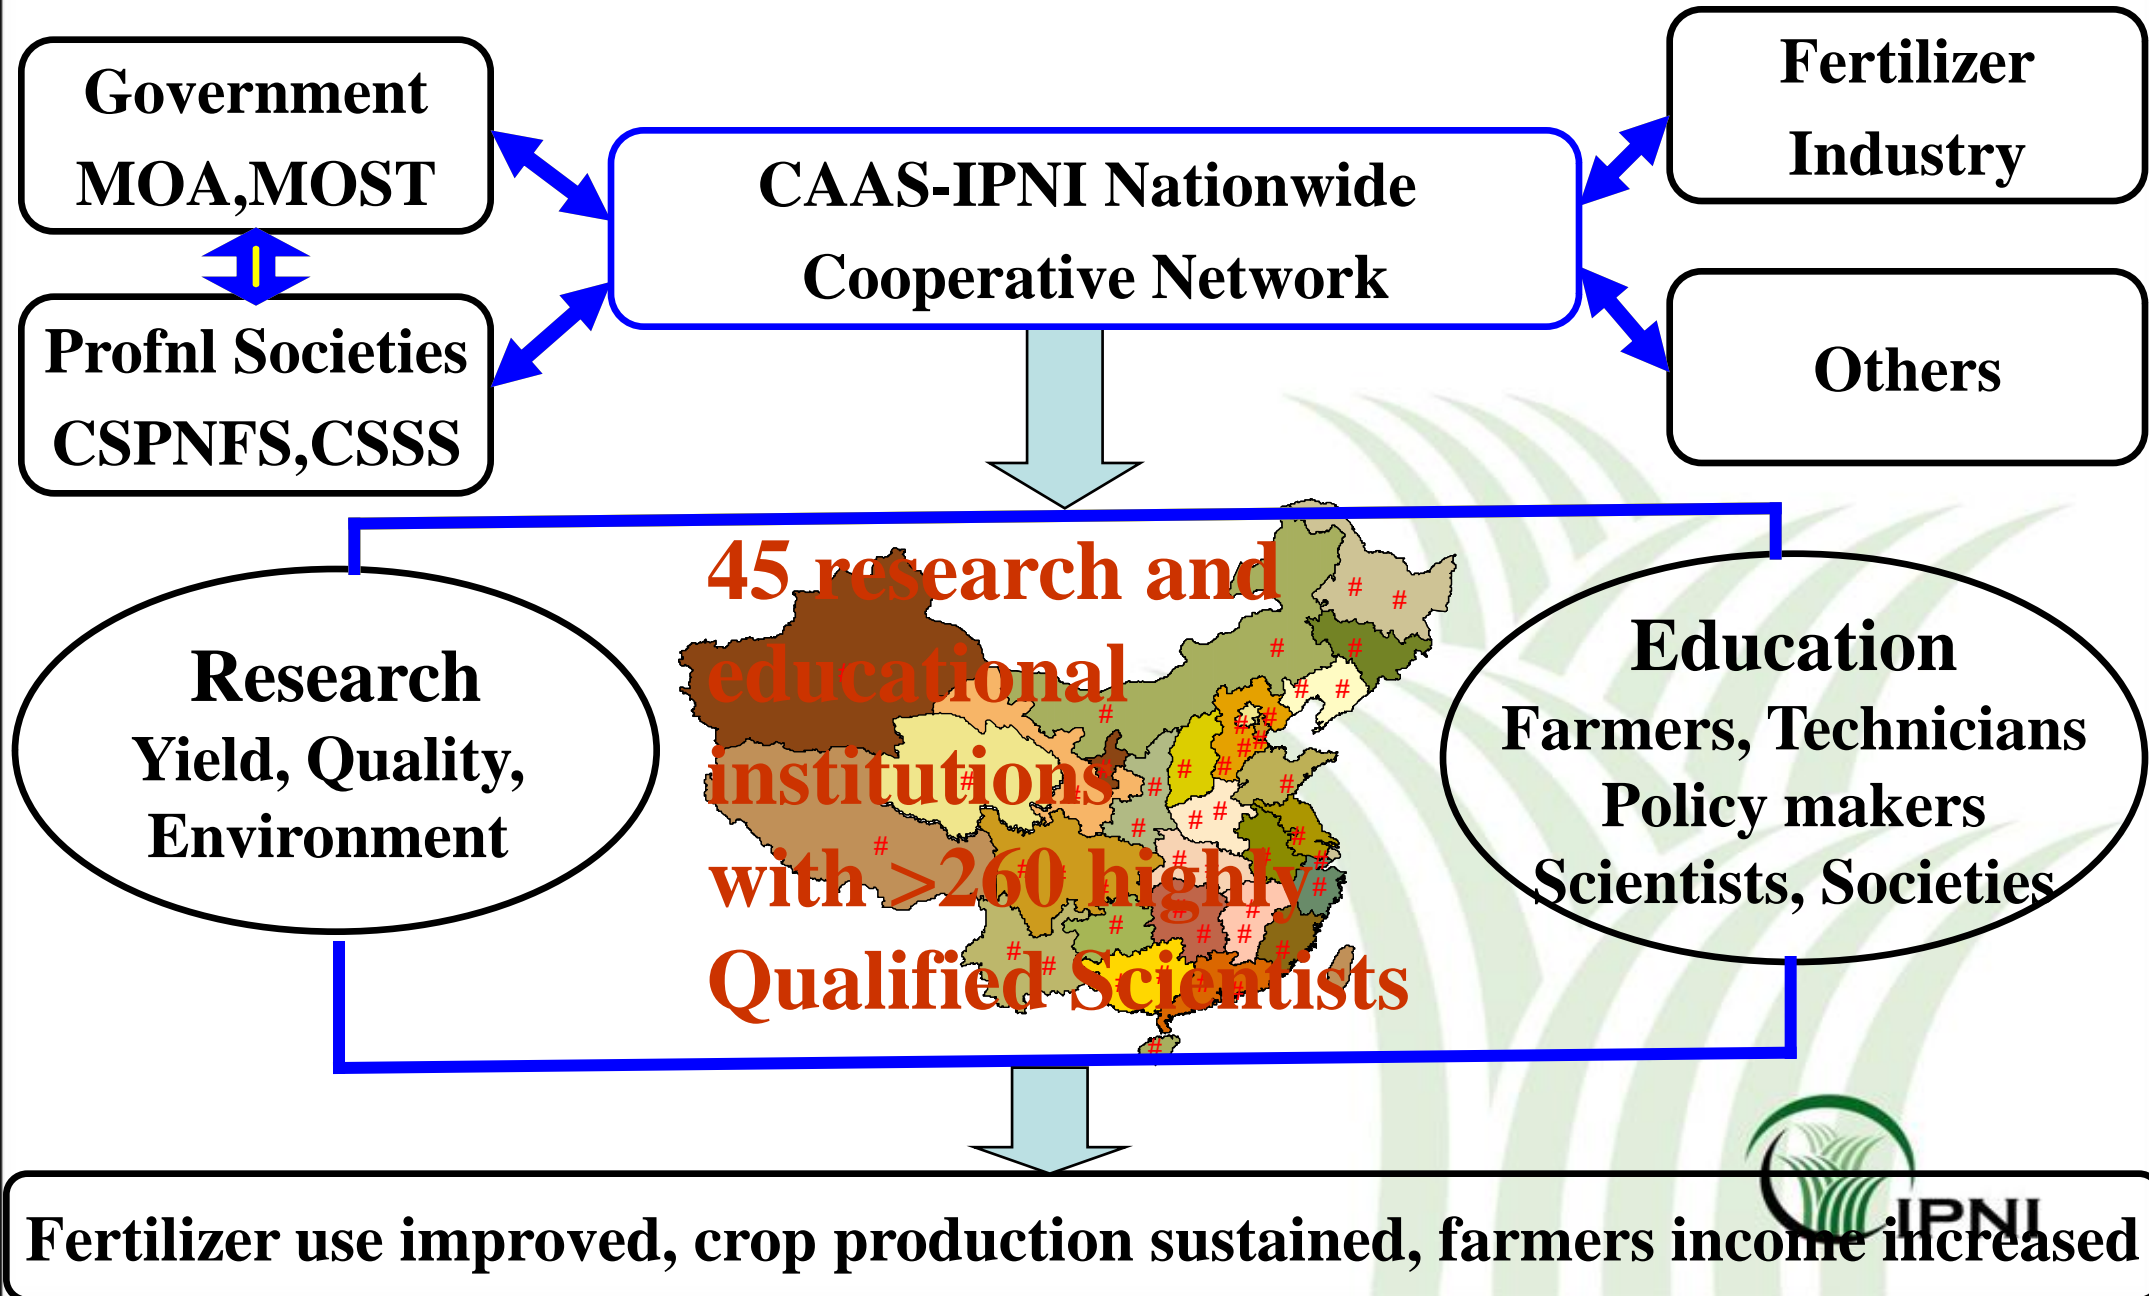 Government
MOA,MOST
Profnl Societies
CSPNFS,CSSS
CAAS-IPNI Nationwide
Cooperative Network
Fertilizer
Industry
Others
45 research and
educational
institutions
with >260 highly
Qualified Scientists
Research
Yield, Quality,
Environment
Education
Farmers, Technicians
Policy makers
Scientists, Societies
IPNI
Fertilizer use improved, crop production sustained, farmers income increased